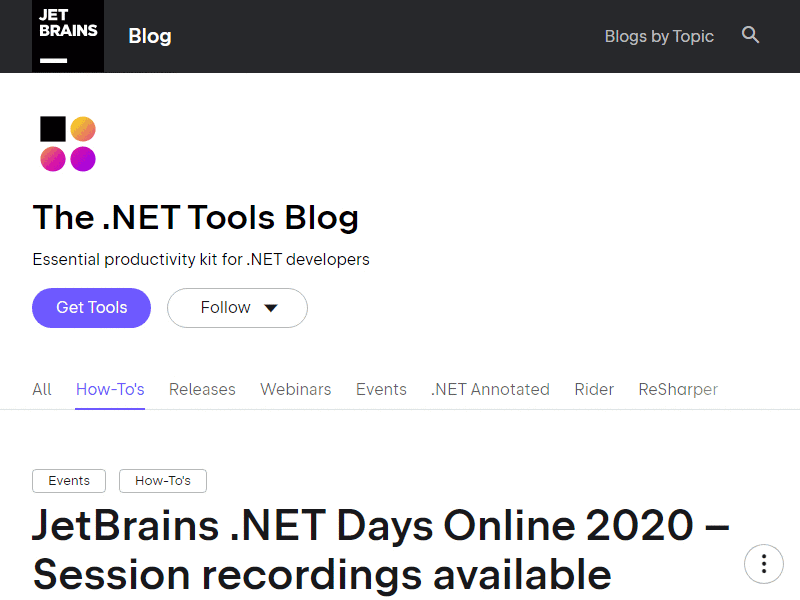 JET
BRAINS
Blog
Blogs by Topic
The .NET Tools Blog
Essential productivity kit for .NET developers
Get Tools
Follow
All How-To's Releases Webinars Events .NET Annotated Rider ReSharper
Events How-To's
JetBrains .NET Days Online 2020 –
Session recordings available